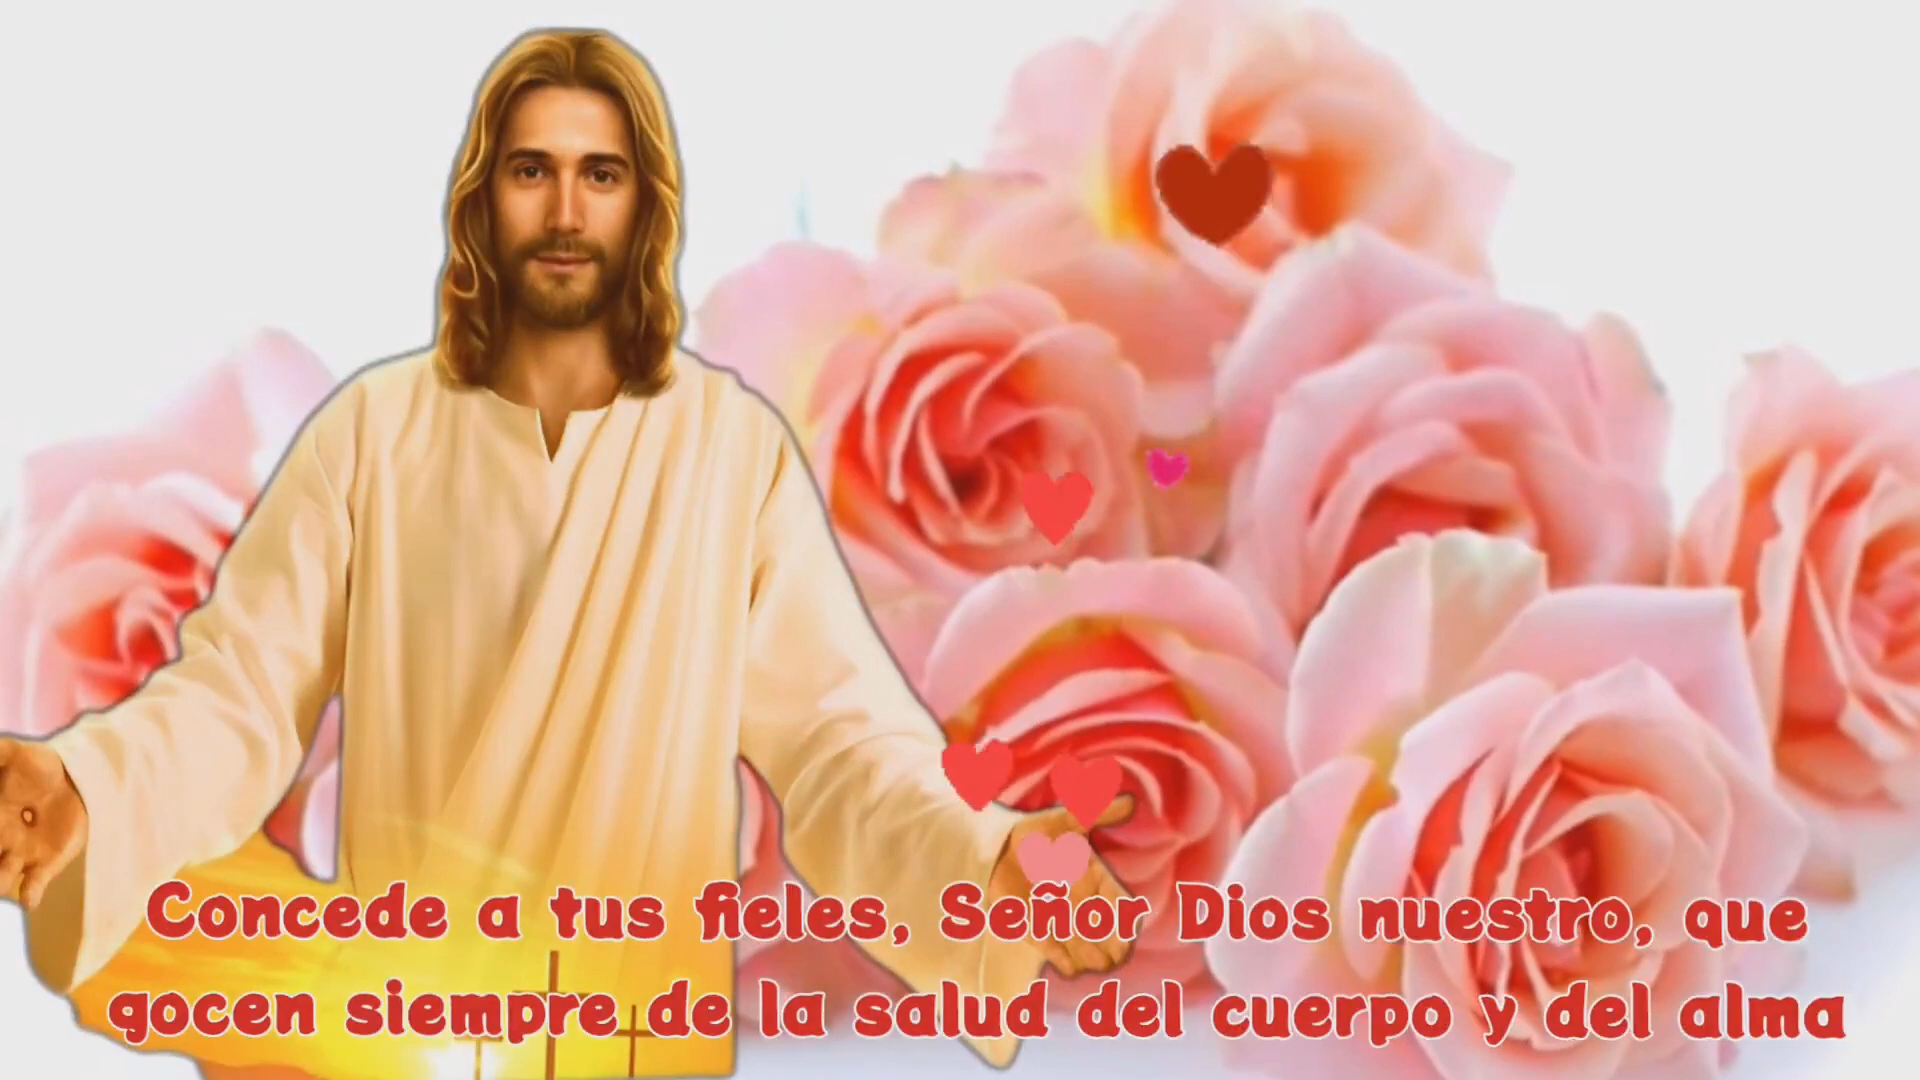 Concede a tus fieles, Señor Dios nuestro, que
gocen siempre de la salud del cuerpo y del alma